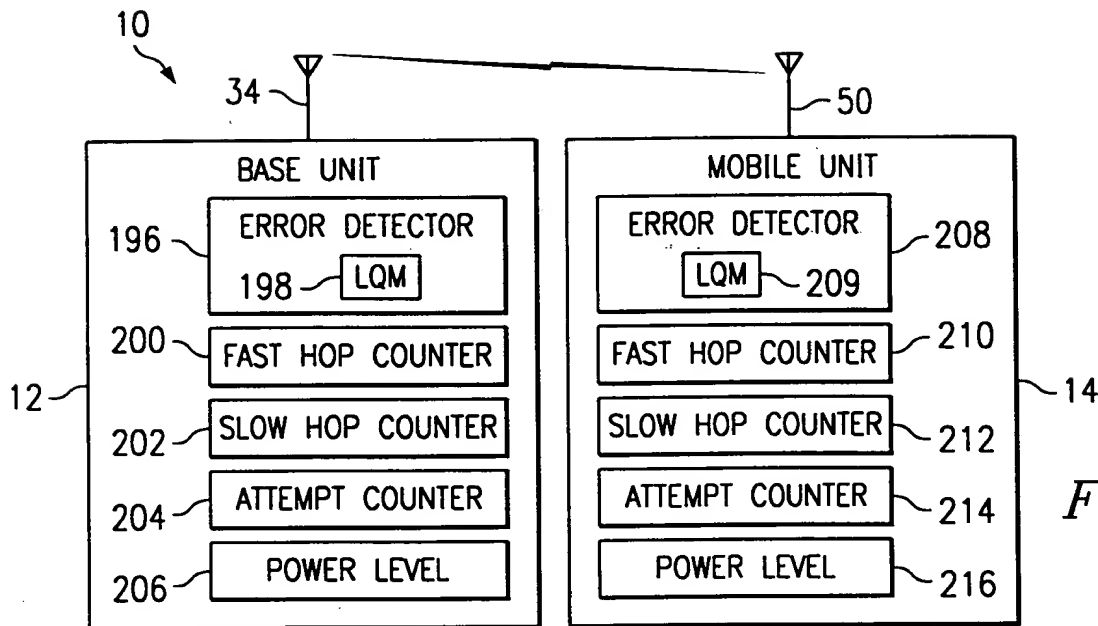 10
34
50
BASE UNIT
MOBILE UNIT
196
ERROR DETECTOR
198
LQM
ERROR DETECTOR
208
LQM
209
200
FAST HOP COUNTER
FAST HOP COUNTER
210
12
202
SLOW HOP COUNTER
SLOW HOP COUNTER
212
14
204
ATTEMPT COUNTER
ATTEMPT COUNTER
214
F
206
POWER LEVEL
POWER LEVEL
216